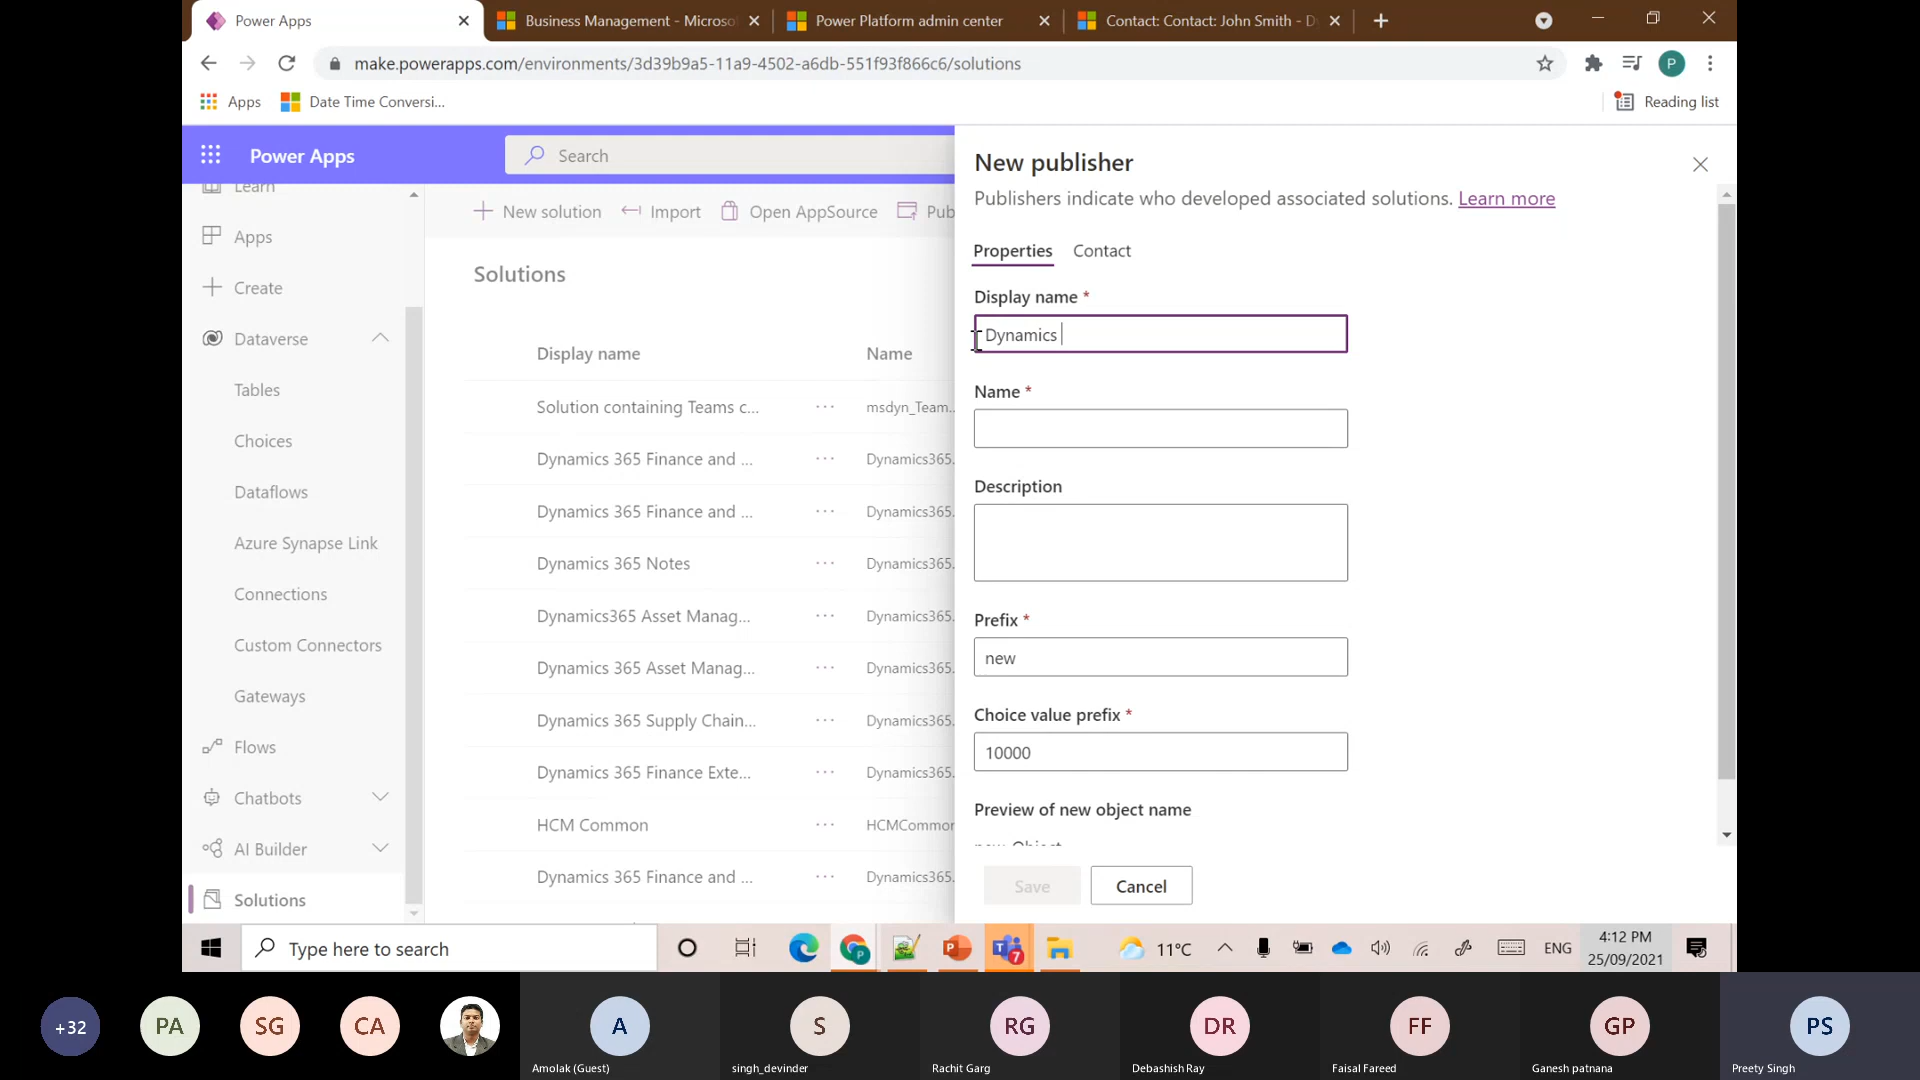 Power Apps
Business Management - Microso
Power Platform admin center
Contact: Contact: John Smith - D
make.powerapps.com/environments/3d39b9a5-11a9-4502-a6db-551f93f866c6/solutions
P
Apps
Date Time Conversi...
Reading list
Power Apps
Search
Learn
Apps
Create
Dataverse
Tables
Choices
Dataflows
Azure Synapse Link
Connections
Custom Connectors
Gateways
Flows
Chatbots
AI Builder
Solutions
New solution
Import
Open AppSource
Pub
Solutions
Display name Name
Solution containing Teams c... ... msdyn_Team...
Dynamics 365 Finance and ... ... Dynamics365.
Dynamics 365 Finance and ... ... Dynamics365.
Dynamics 365 Notes ... Dynamics365.
Dynamics365 Asset Manag... ... Dynamics365.
Dynamics 365 Asset Manag... ... Dynamics365.
Dynamics 365 Supply Chain... ... Dynamics365.
Dynamics 365 Finance Exte... ... Dynamics365.
HCM Common ... HCMCommon
Dynamics 365 Finance and ... ... Dynamics365.
New publisher
Publishers indicate who developed associated solutions. Learn more
Properties Contact
Display name *
Dynamics
Name *
Description
Prefix *
new
Choice value prefix *
10000
Preview of new object name
new_Object
Save Cancel
Type here to search
P
7
11°C
ENG
4:12 PM
25/09/2021
+32
PA
SG
CA
A
S
RG
DR
FF
GP
PS
Amolak (Guest)
singh_devinder
Rachit Garg
Debashish Ray
Faisal Fareed
Ganesh patnana
Preety Singh